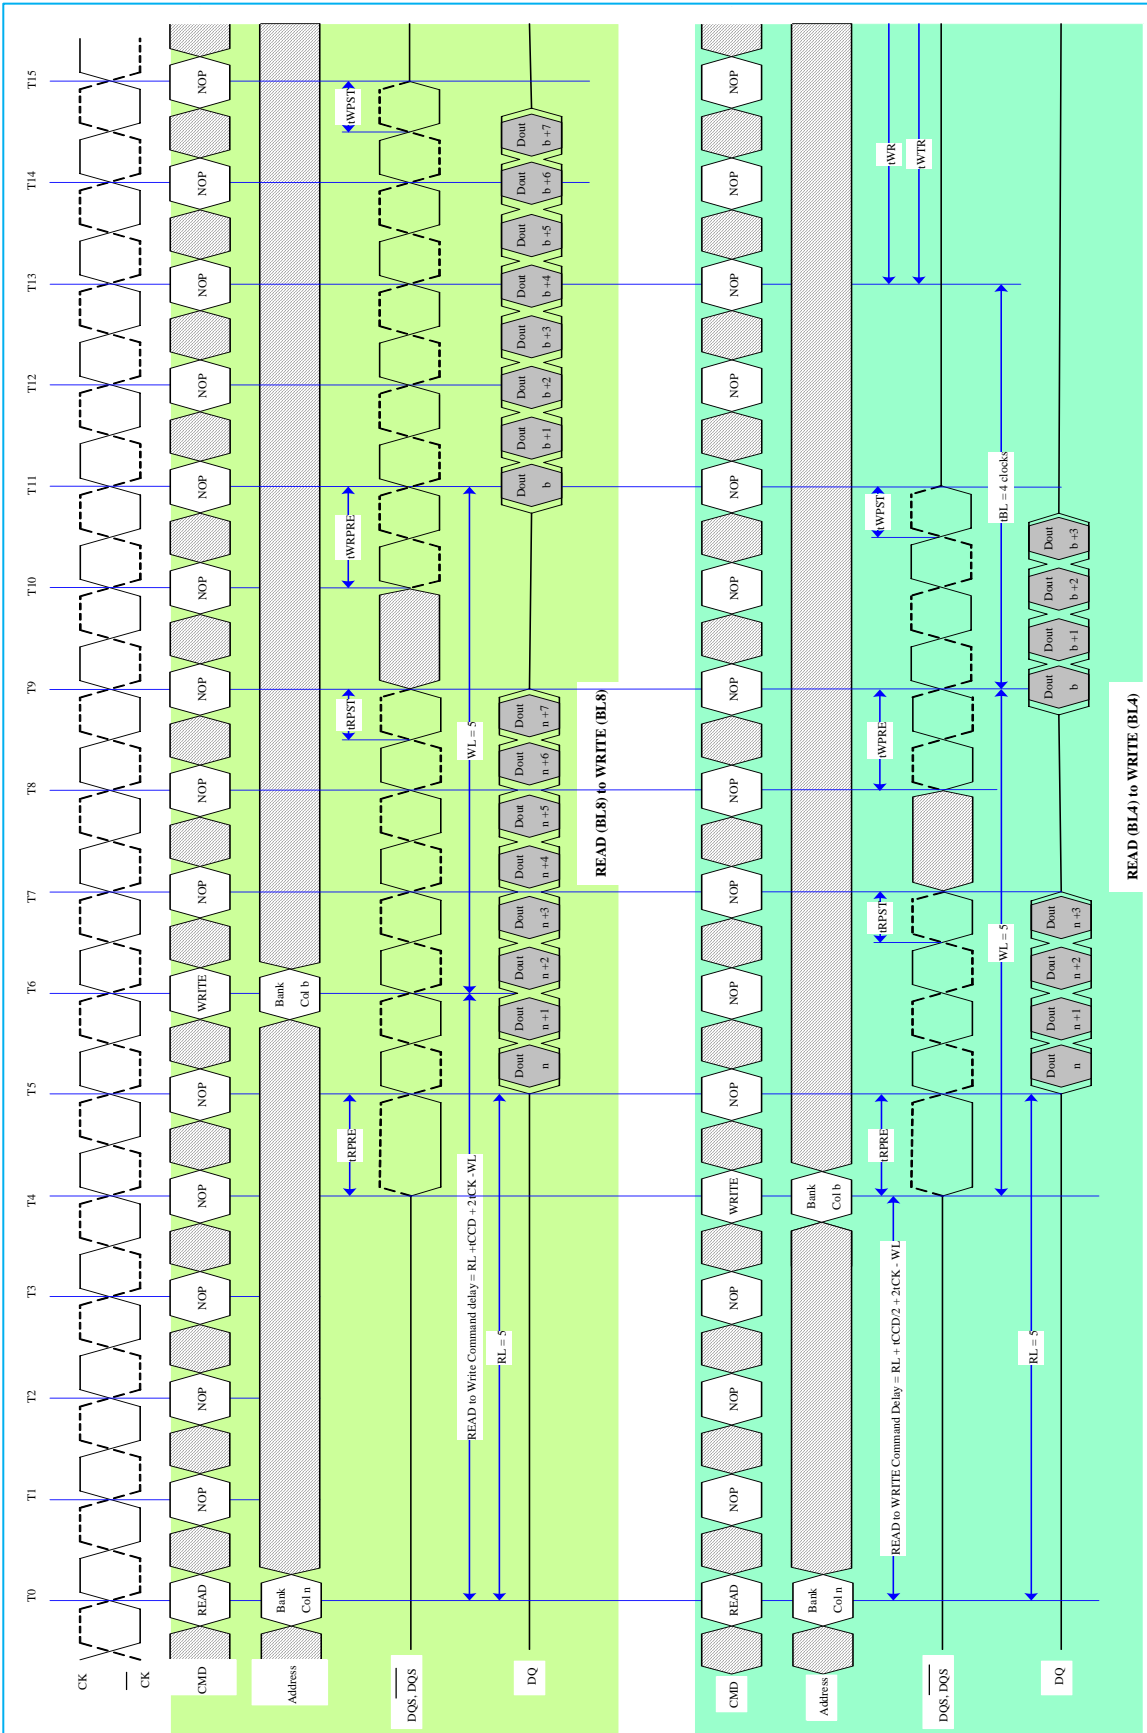 T0 T1 T2 T3 T4 T5 T6 T7 T8 T9 T10 T11 T12 T13 T14 T15
CK
CK
CMD READ NOP NOP NOP NOP NOP WRITE NOP NOP NOP NOP NOP NOP NOP NOP NOP
Address Bank Col n Bank Col b
tRPRE tRPST tWRPRE tWPST
DQS, DQS
READ to Write Command delay = RL +tCCD + 2tCK -WL WL = 5
RL = 5
DQ Dout n Dout n +1 Dout n +2 Dout n +3 Dout n +4 Dout n +5 Dout n +6 Dout n +7 Dout b Dout b +1 Dout b +2 Dout b +3 Dout b +4 Dout b +5 Dout b +6 Dout b +7
READ (BL8) to WRITE (BL8)
CMD READ NOP NOP NOP WRITE NOP NOP NOP NOP NOP NOP NOP NOP NOP NOP NOP
Address Bank Col n Bank Col b
tRPRE tRPST tWPRE tWPST tWR
READ to WRITE Command Delay = RL + tCCD/2 + 2tCK - WL
tWTR
DQS, DQS
WL = 5 tBL = 4 clocks
RL = 5
DQ Dout n Dout n +1 Dout n +2 Dout n +3 Dout b Dout b +1 Dout b +2 Dout b +3
READ (BL4) to WRITE (BL4)